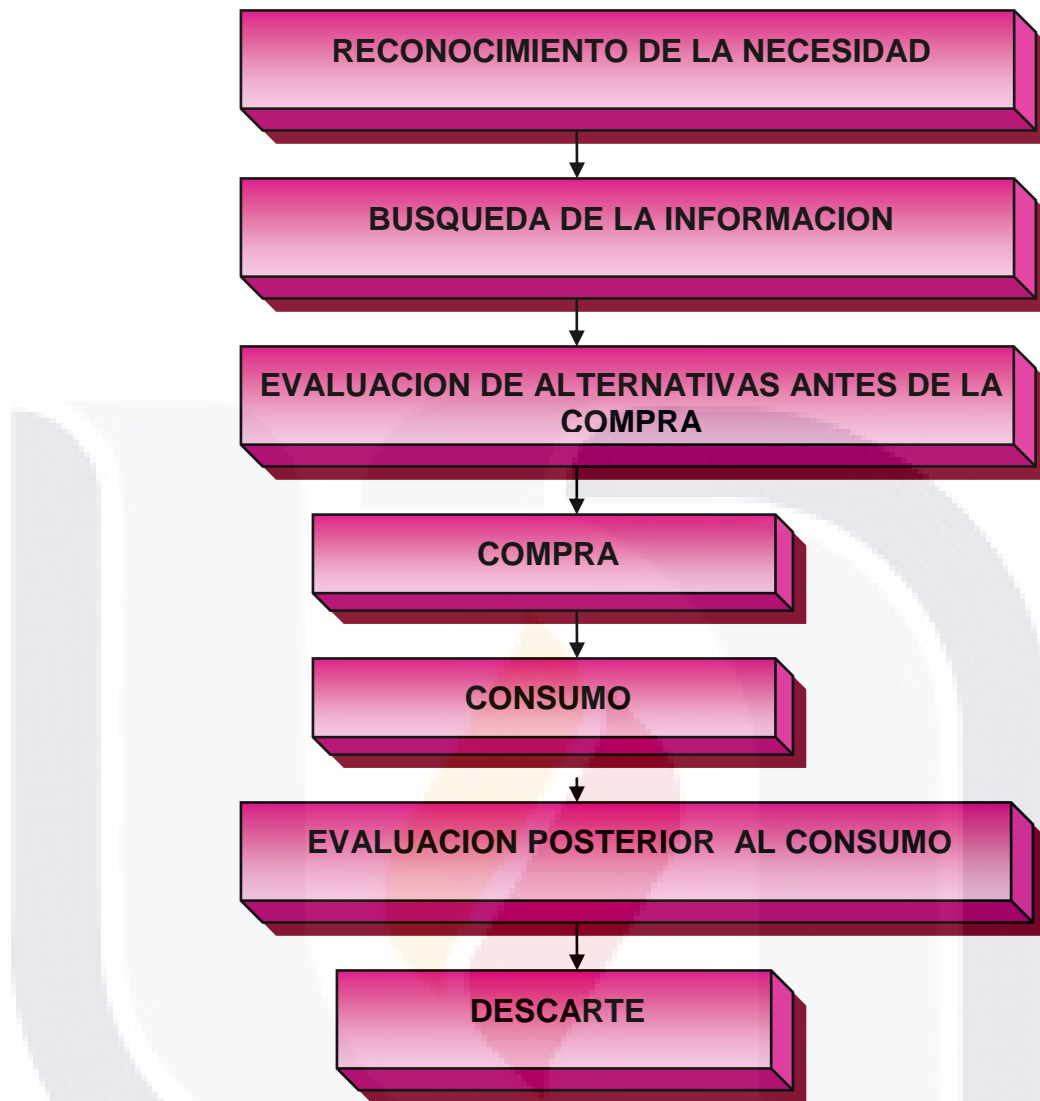 RECONOCIMIENTO DE LA NECESIDAD
BUSQUEDA DE LA INFORMACION
EVALUACION DE ALTERNATIVAS ANTES DE LA
COMPRA
COMPRA
CONSUMO
EVALUACION POSTERIOR AL CONSUMO
DESCARTE